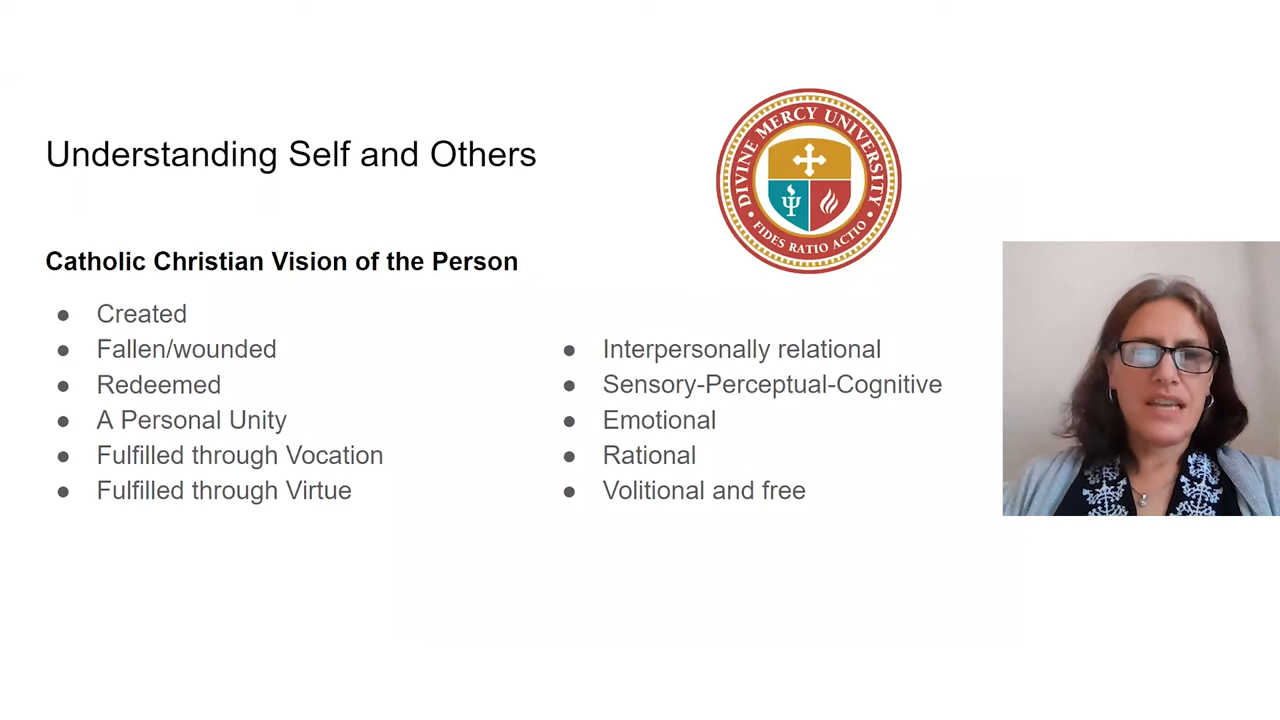 Understanding Self and Others
DIVINE MERCY UNIVERSITY
• FIDES RATIO ACTIO •
Catholic Christian Vision of the Person
● Created
● Fallen/wounded
● Redeemed
● A Personal Unity
● Fulfilled through Vocation
● Fulfilled through Virtue
● Interpersonally relational
● Sensory-Perceptual-Cognitive
● Emotional
● Rational
● Volitional and free